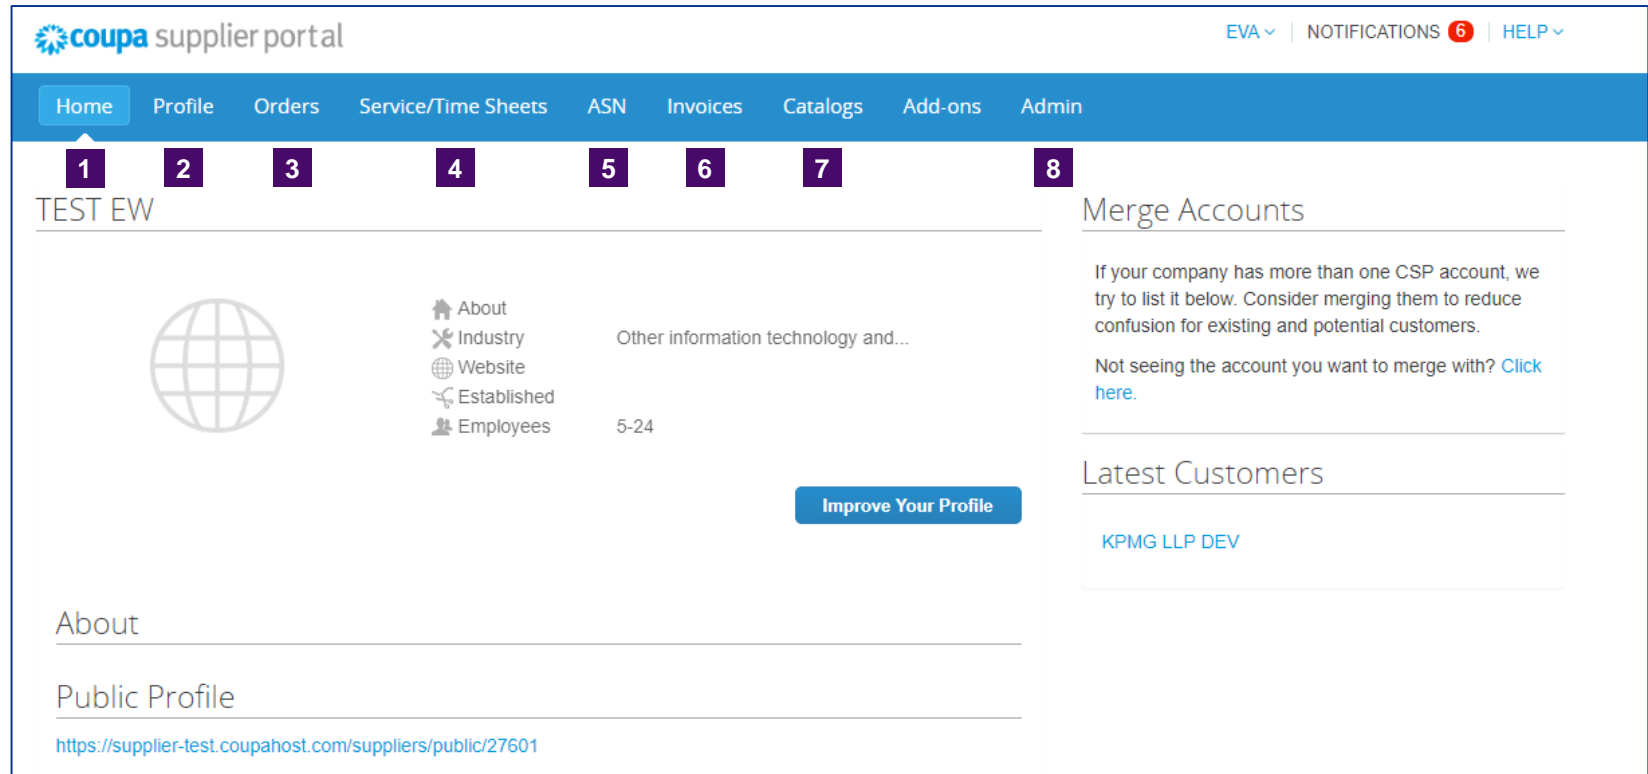 coupa supplier portal
EVA NOTIFICATIONS 6 HELP
Home Profile Orders Service/Time Sheets ASN Invoices Catalogs Add-ons Admin
1 2 3 4 5 6 7 8
TEST EW
Merge Accounts
If your company has more than one CSP account, we
try to list it below. Consider merging them to reduce
confusion for existing and potential customers.
Not seeing the account you want to merge with? Click
here.
About
Industry Other information technology and...
Website
Established
Employees 5-24
Improve Your Profile
Latest Customers
KPMG LLP DEV
About
Public Profile
https://supplier-test.coupahost.com/suppliers/public/27601